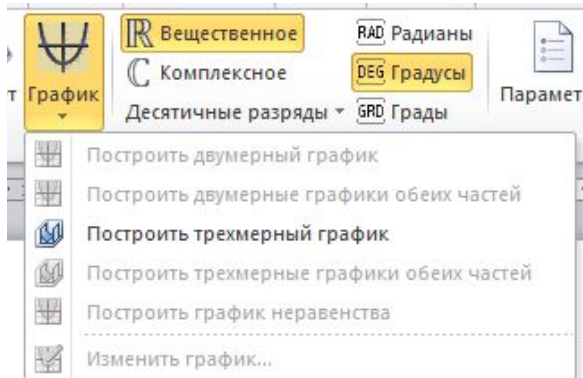 ℝ Вещественное
RAD Радианы
ℂ Комплексное
DEG Градусы
т График
Парамет
Десятичные разряды
GRD Грады
Построить двумерный график
Построить двумерные графики обеих частей
Построить трехмерный график
Построить трехмерные графики обеих частей
Построить график неравенства
Изменить график...